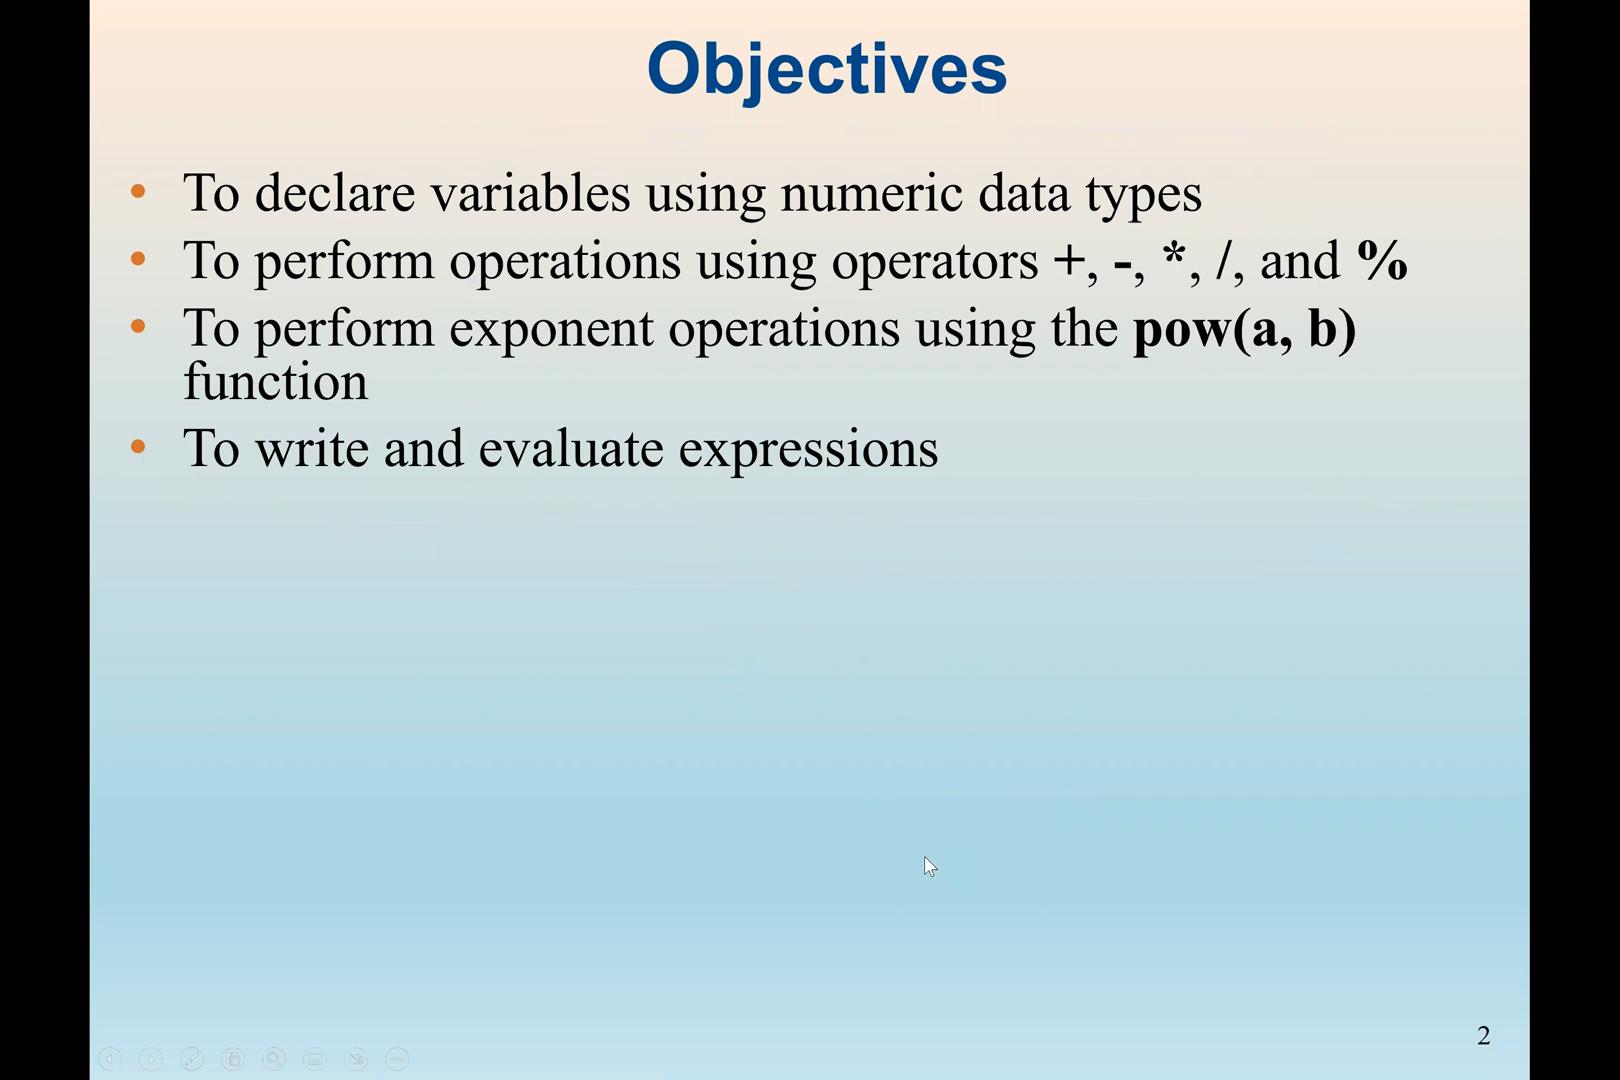 Objectives
• To declare variables using numeric data types
• To perform operations using operators +, -, *, /, and %
• To perform exponent operations using the pow(a, b)
function
• To write and evaluate expressions
2